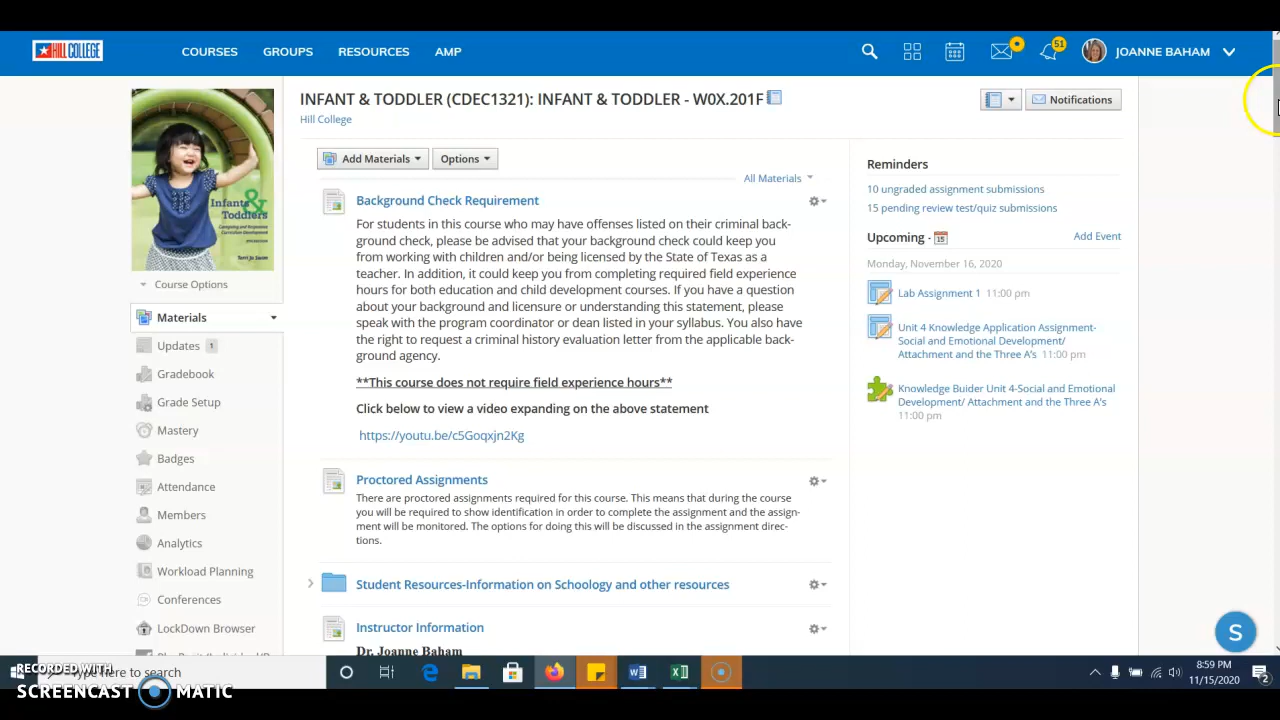 HILL COLLEGE
COURSES GROUPS RESOURCES AMP
51
JOANNE BAHAM
INFANT & TODDLER (CDEC1321): INFANT & TODDLER - W0X.201F
Hill College
Notifications
Infants & Toddlers
Terri Jo Swim
Course Options
Materials
Updates 1
Gradebook
Grade Setup
Mastery
Badges
Attendance
Members
Analytics
Workload Planning
Conferences
LockDown Browser
Add Materials
Options
All Materials
Background Check Requirement
For students in this course who may have offenses listed on their criminal back-
ground check, please be advised that your background check could keep you
from working with children and/or being licensed by the State of Texas as a
teacher. In addition, it could keep you from completing required field experience
hours for both education and child development courses. If you have a question
about your background and licensure or understanding this statement, please
speak with the program coordinator or dean listed in your syllabus. You also have
the right to request a criminal history evaluation letter from the applicable back-
ground agency.
**This course does not require field experience hours**
Click below to view a video expanding on the above statement
https://youtu.be/c5Goqxjn2Kg
Proctored Assignments
There are proctored assignments required for this course. This means that during the course
you will be required to show identification in order to complete the assignment and the assign-
ment will be monitored. The options for doing this will be discussed in the assignment direc-
tions.
Student Resources-Information on Schoology and other resources
Instructor Information
Dr. Joanne Baham
Reminders
10 ungraded assignment submissions
15 pending review test/quiz submissions
Upcoming - 15
Add Event
Monday, November 16, 2020
Lab Assignment 1 11:00 pm
Unit 4 Knowledge Application Assignment-
Social and Emotional Development/
Attachment and the Three A's 11:00 pm
Knowledge Buider Unit 4-Social and Emotional
Development/ Attachment and the Three A's
11:00 pm
S
Type here to search
8:59 PM
11/15/2020
2
RECORDED WITH
SCREENCAST MATIC